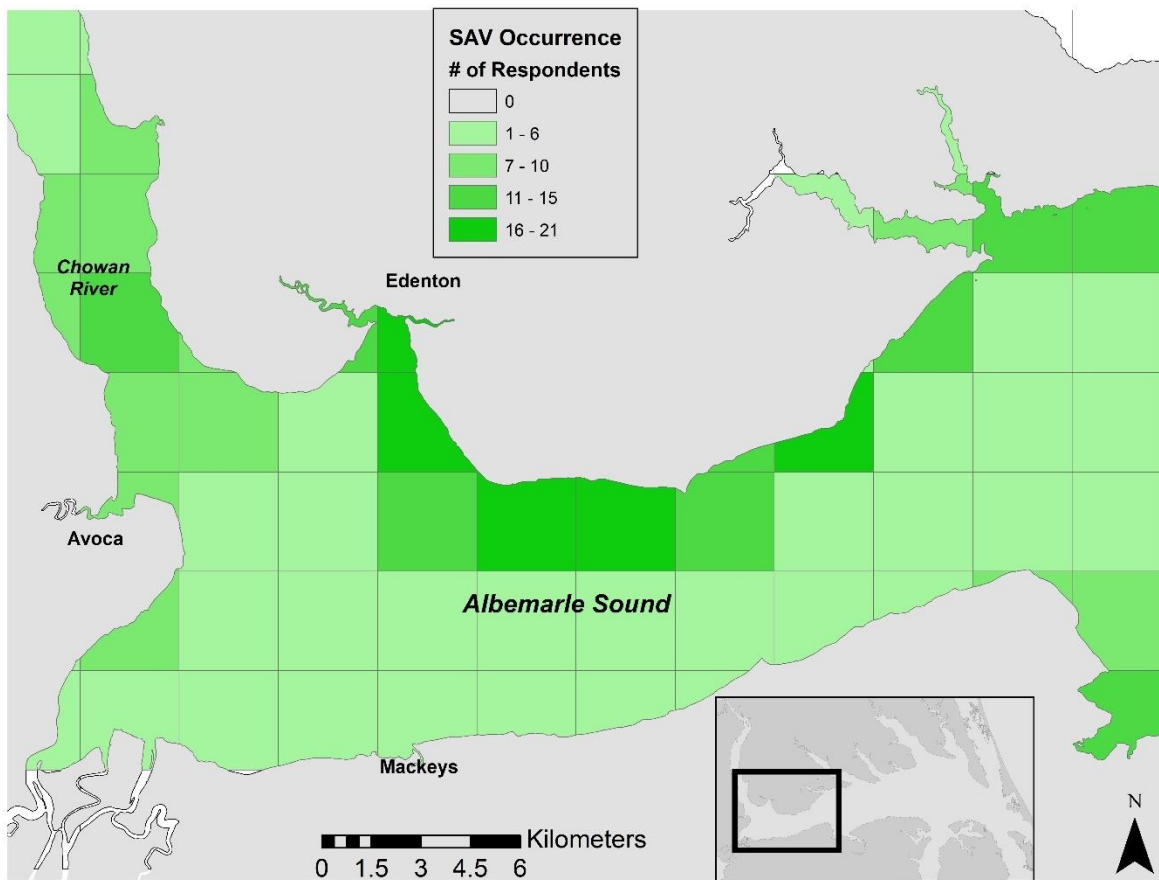 SAV Occurrence
# of Respondents
0
1 - 6
7 - 10
11 - 15
16 - 21
Chowan
River
Edenton
Avoca
Albemarle Sound
Mackeys
Kilometers
0 1.5 3 4.5 6
N